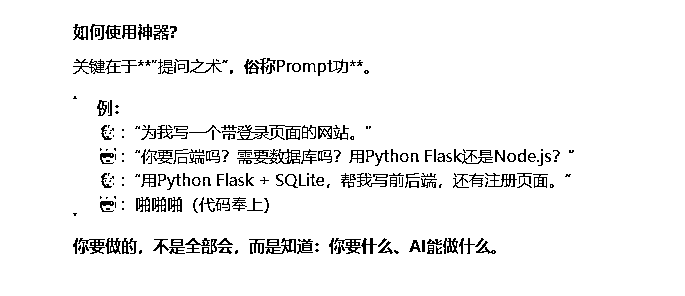 如何使用神器?
关键在于**“提问之术”，俗称Prompt功**。
例：
：“为我写一个带登录页面的网站。”
：“你要后端吗？需要数据库吗？用Python Flask还是Node.js？”
：“用Python Flask + SQLite，帮我写前后端，还有注册页面。”
：啪啪啪（代码奉上）
你要做的，不是全部会，而是知道：你要什么、AI能做什么。